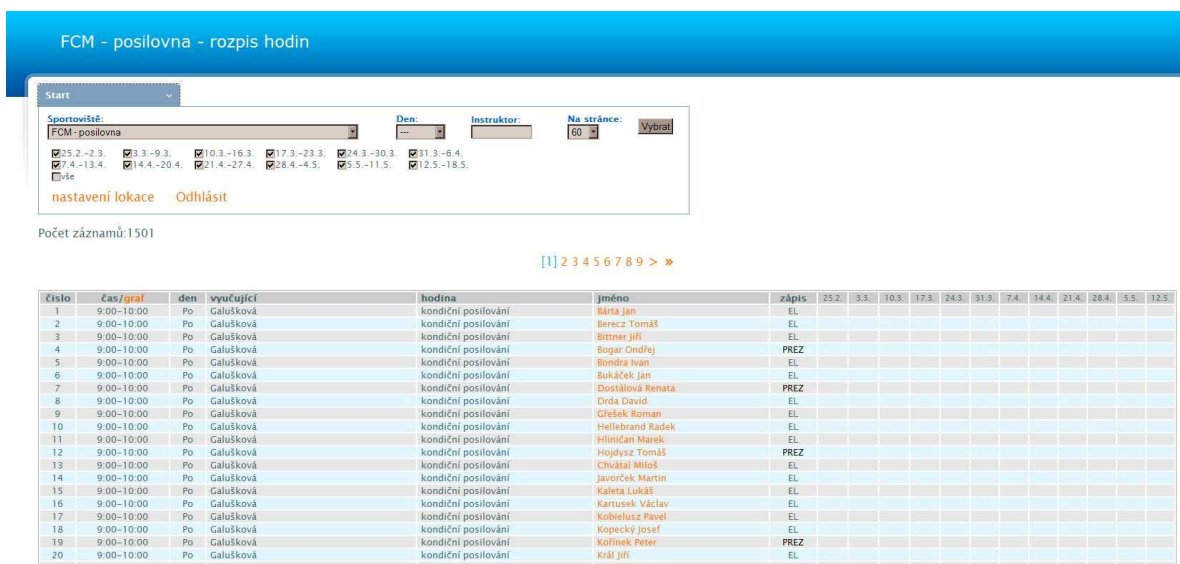 FCM - posilovna - rozpis hodin
Start
Sportoviště: Den: Instruktor: Na stránce:
FCM - posilovna --- 60 Vybrat
25.2.-2.3. 3.3.-9.3. 10.3.-16.3. 17.3.-23.3. 24.3.-30.3. 31.3.-6.4.
7.4.-13.4. 14.4.-20.4. 21.4.-27.4. 28.4.-4.5. 5.5.-11.5. 12.5.-18.5.
vše
nastavení lokace Odhlásit
Počet záznamů:1501
[1] 2 3 4 5 6 7 8 9 > »
číslo čas/graf den vyučující hodina jméno zápis 25.2. 3.3. 10.3. 17.3. 24.3. 31.3. 7.4. 14.4. 21.4. 28.4. 5.5. 12.5.
1 9:00-10:00 Po Galušková kondiční posilování Bárta Jan EL
2 9:00-10:00 Po Galušková kondiční posilování Berecz Tomáš EL
3 9:00-10:00 Po Galušková kondiční posilování Bittner Jiří EL
4 9:00-10:00 Po Galušková kondiční posilování Bogar Ondřej PREZ
5 9:00-10:00 Po Galušková kondiční posilování Bondra Ivan EL
6 9:00-10:00 Po Galušková kondiční posilování Bukáček Jan EL
7 9:00-10:00 Po Galušková kondiční posilování Dostálová Renata PREZ
8 9:00-10:00 Po Galušková kondiční posilování Drda David EL
9 9:00-10:00 Po Galušková kondiční posilování Gřešek Roman EL
10 9:00-10:00 Po Galušková kondiční posilování Hellebrand Radek EL
11 9:00-10:00 Po Galušková kondiční posilování Hliničan Marek EL
12 9:00-10:00 Po Galušková kondiční posilování Hojdysz Tomáš PREZ
13 9:00-10:00 Po Galušková kondiční posilování Chvátal Miloš EL
14 9:00-10:00 Po Galušková kondiční posilování Javorček Martin EL
15 9:00-10:00 Po Galušková kondiční posilování Kaleta Lukáš EL
16 9:00-10:00 Po Galušková kondiční posilování Kartusek Václav EL
17 9:00-10:00 Po Galušková kondiční posilování Kobielusz Pavel EL
18 9:00-10:00 Po Galušková kondiční posilování Kopecký Josef EL
19 9:00-10:00 Po Galušková kondiční posilování Kořínek Peter PREZ
20 9:00-10:00 Po Galušková kondiční posilování Král Jiří EL